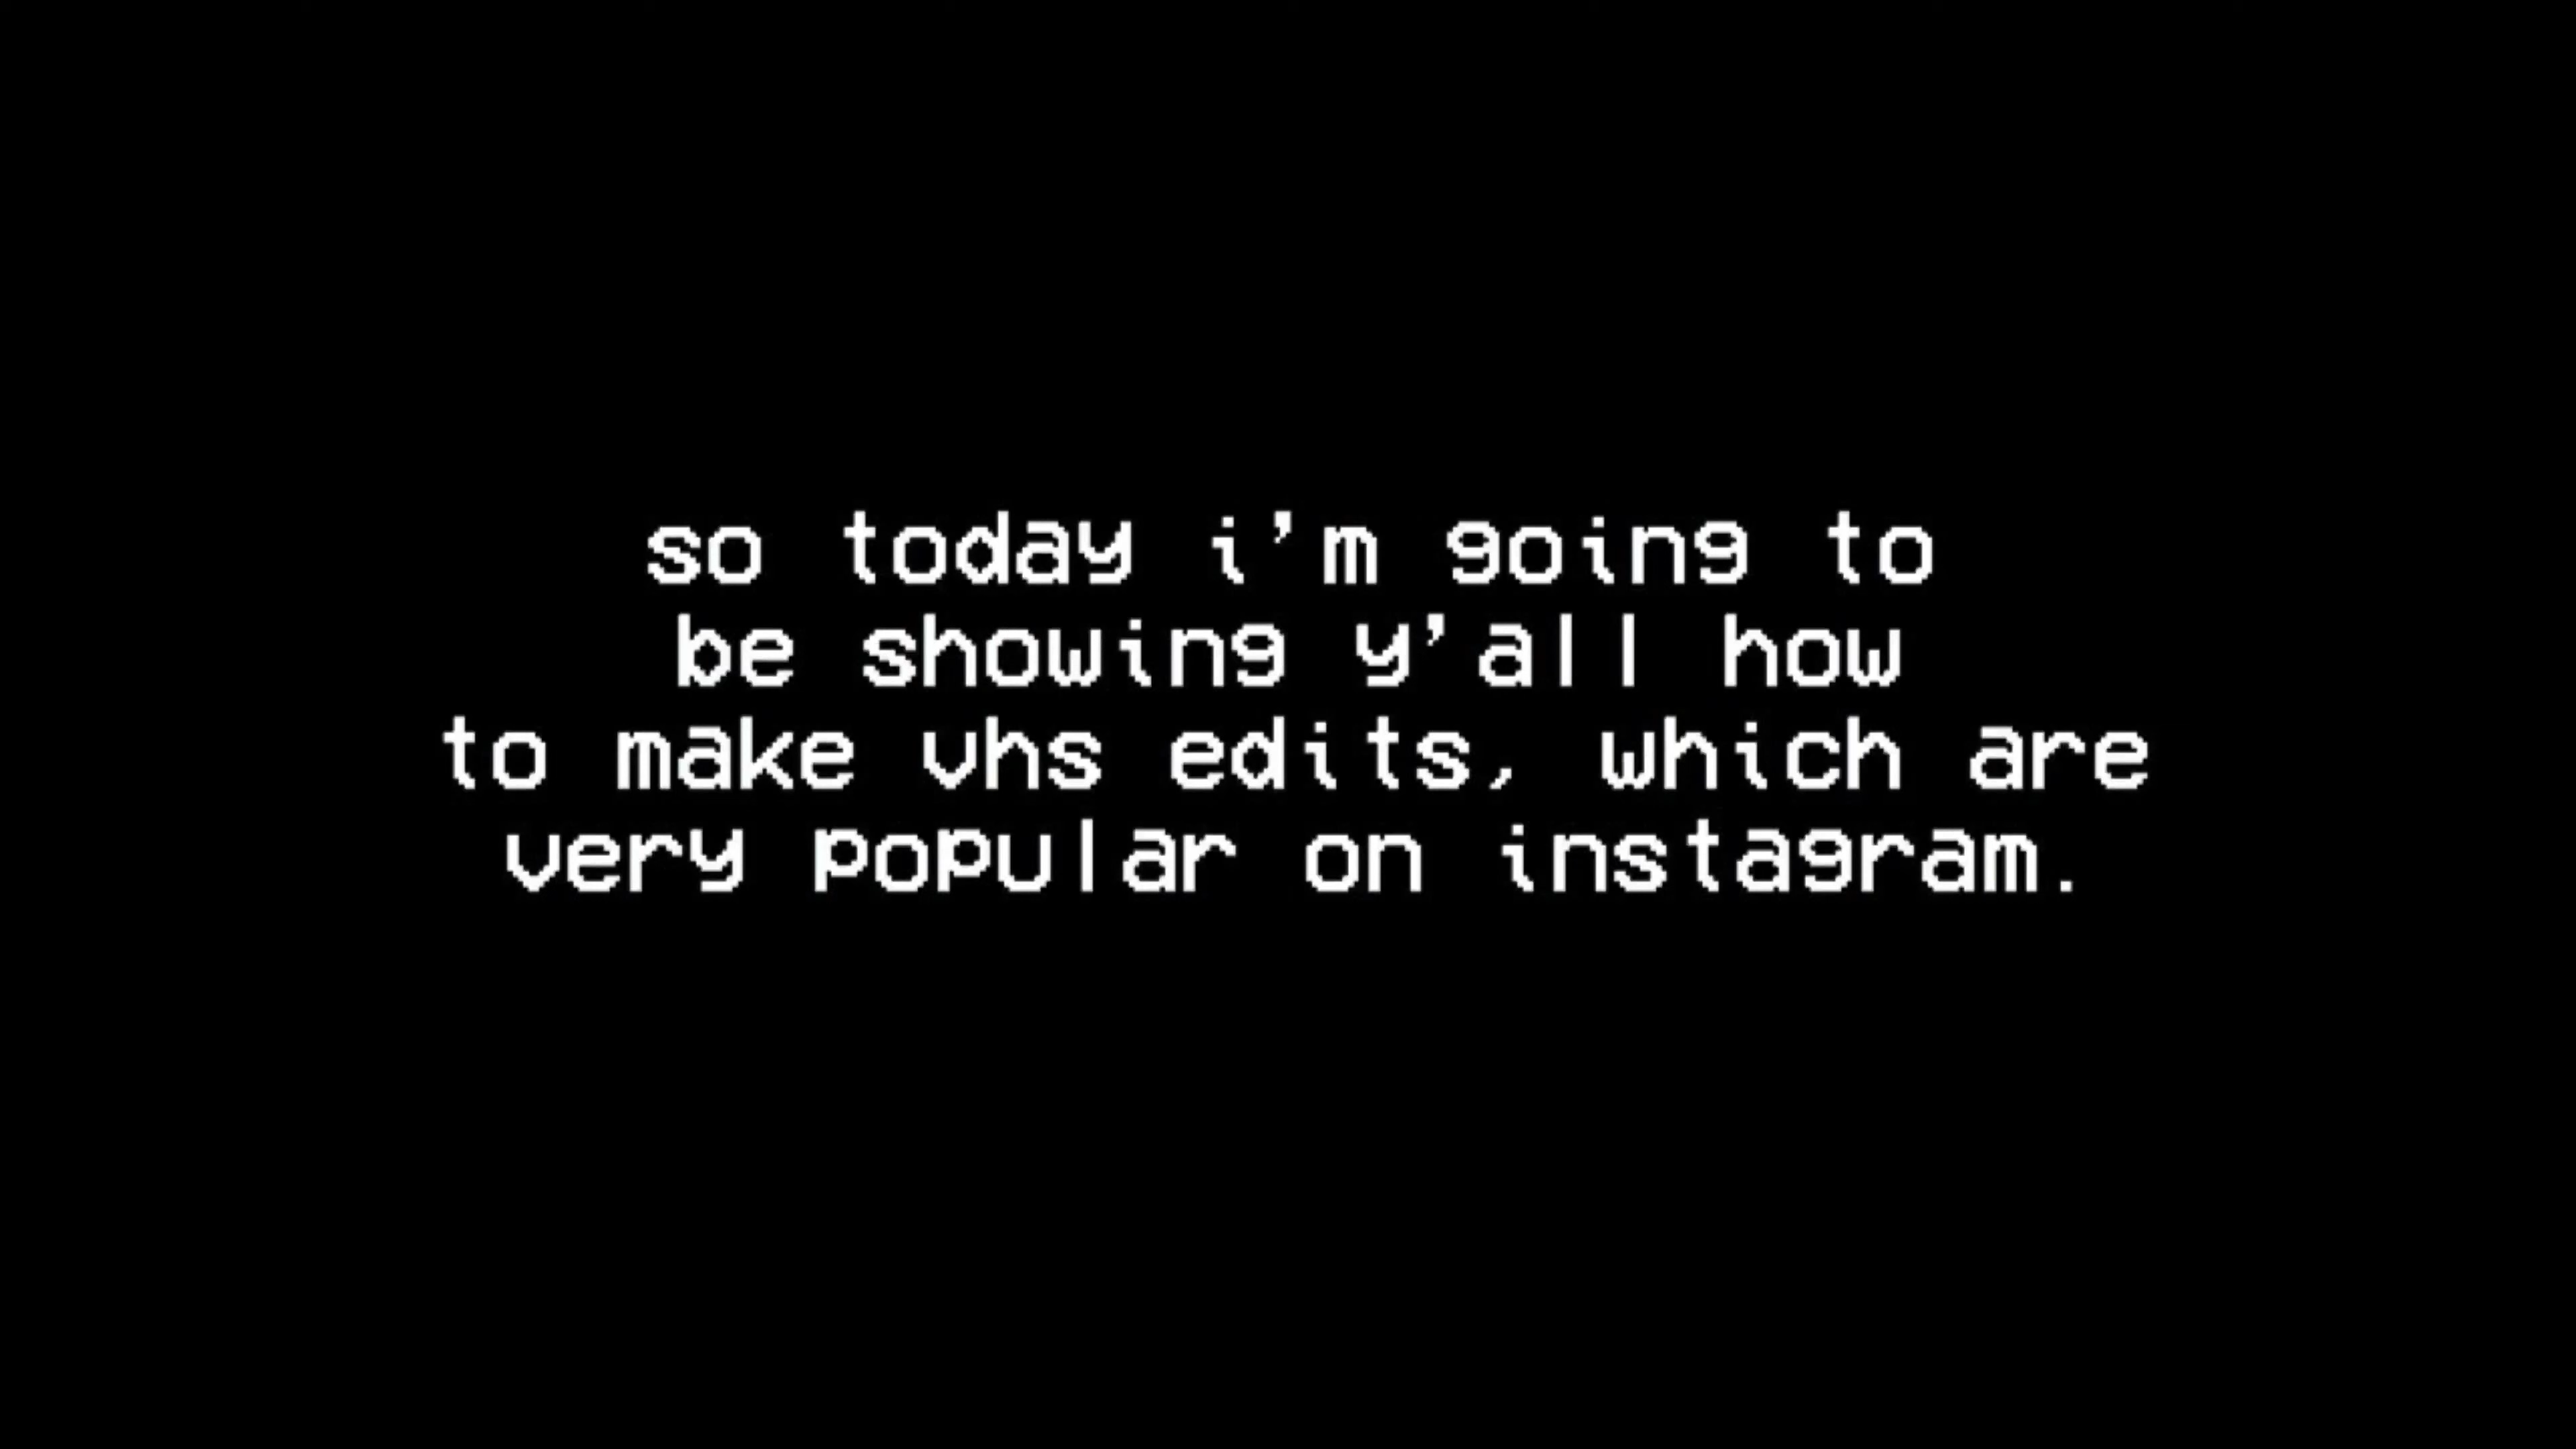 so today i’m going to
be showing y’all how
to make vhs edits, which are
very popular on instagram.